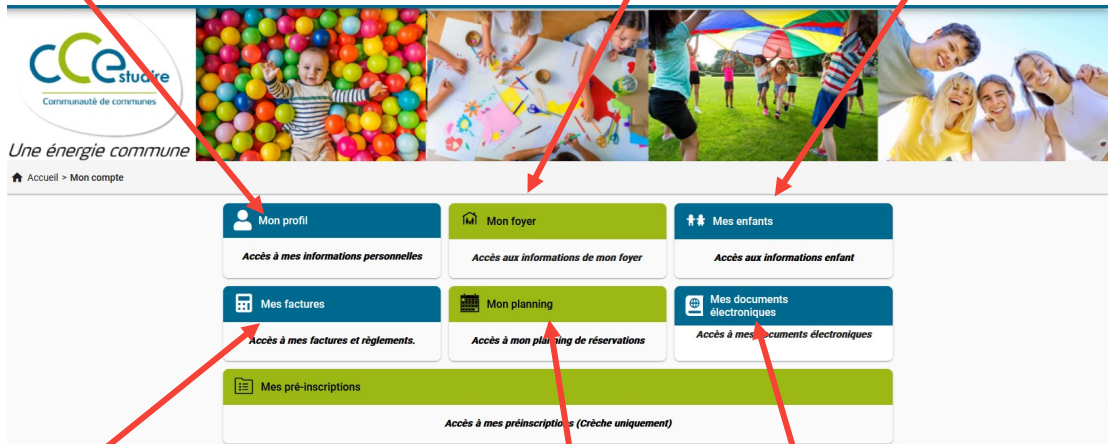 CCestuaire
Communauté de communes
Une énergie commune
Accueil > Mon compte
Mon profil
Accès à mes informations personnelles
Mon foyer
Accès aux informations de mon foyer
Mes enfants
Accès aux informations enfant
Mes factures
Accès à mes factures et règlements.
Mon planning
Accès à mon planning de réservations
Mes documents
électroniques
Accès à mes documents électroniques
Mes pré-inscriptions
Accès à mes préinscriptions (Crèche uniquement)